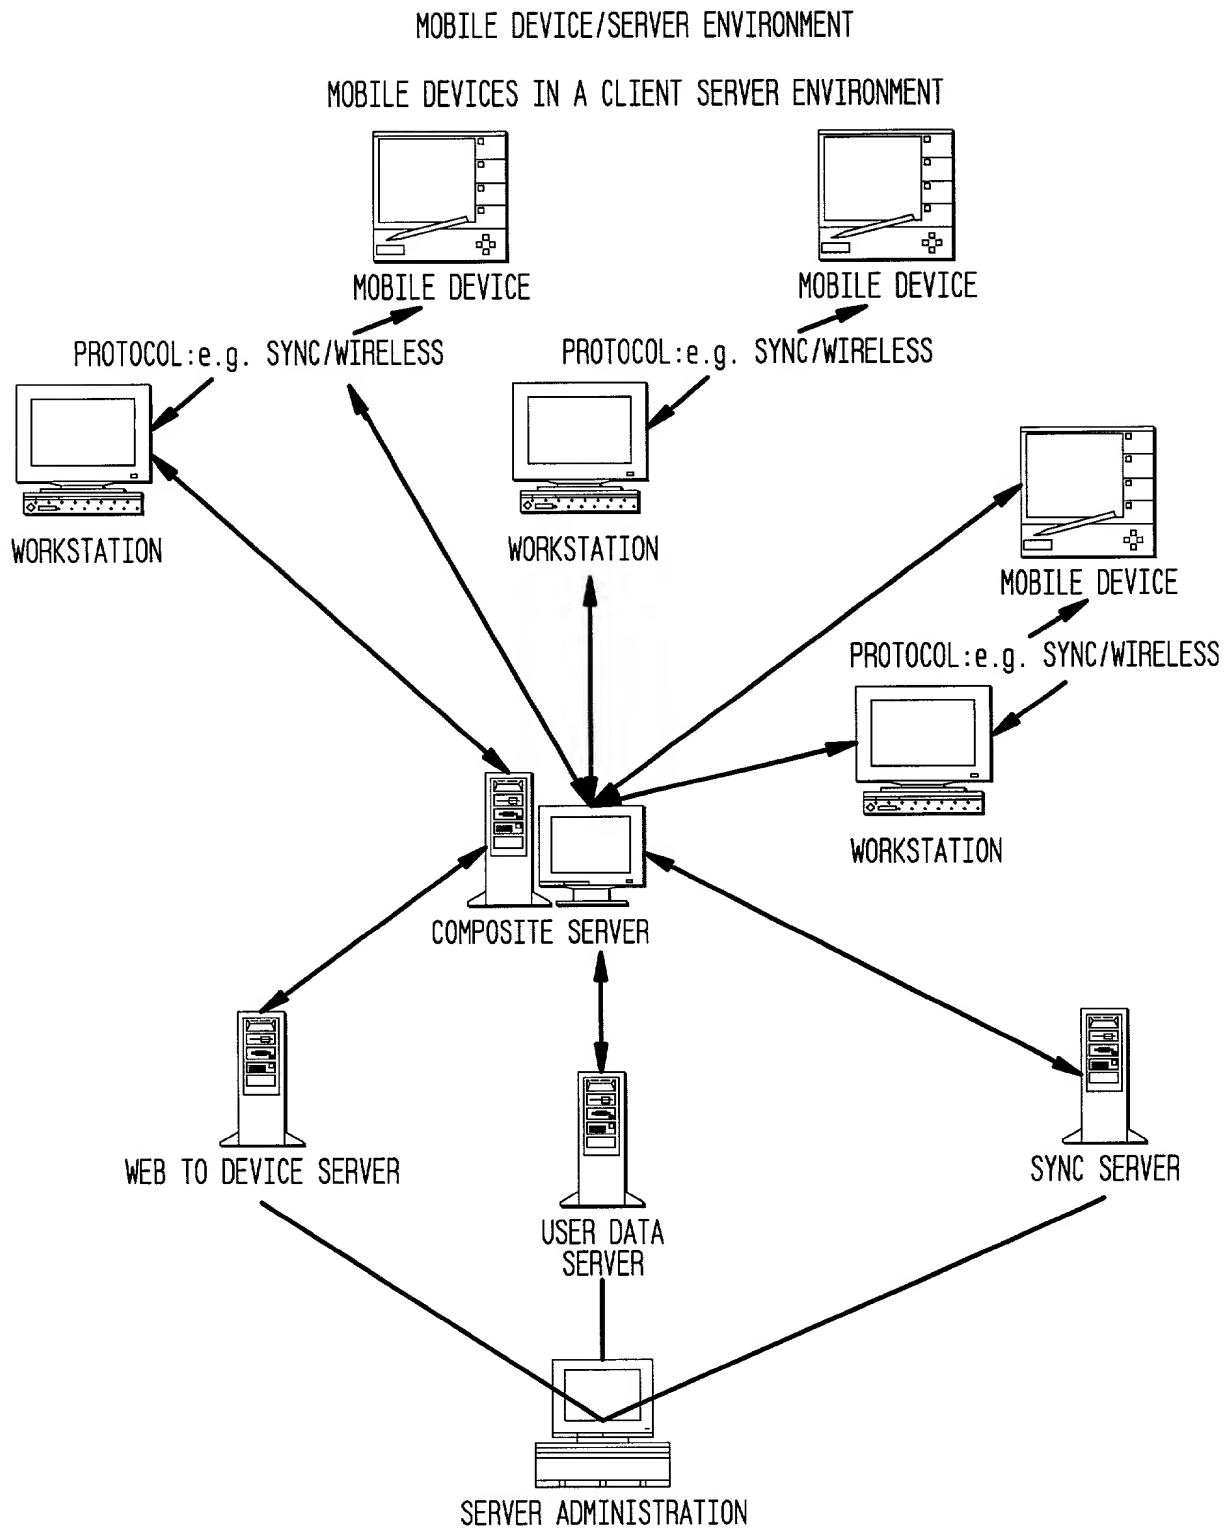 MOBILE DEVICE/SERVER ENVIRONMENT
MOBILE DEVICES IN A CLIENT SERVER ENVIRONMENT
MOBILE DEVICE
MOBILE DEVICE
PROTOCOL:e.g. SYNC/WIRELESS
PROTOCOL:e.g. SYNC/WIRELESS
WORKSTATION
WORKSTATION
MOBILE DEVICE
PROTOCOL:e.g. SYNC/WIRELESS
WORKSTATION
COMPOSITE SERVER
WEB TO DEVICE SERVER
SYNC SERVER
USER DATA
SERVER
SERVER ADMINISTRATION